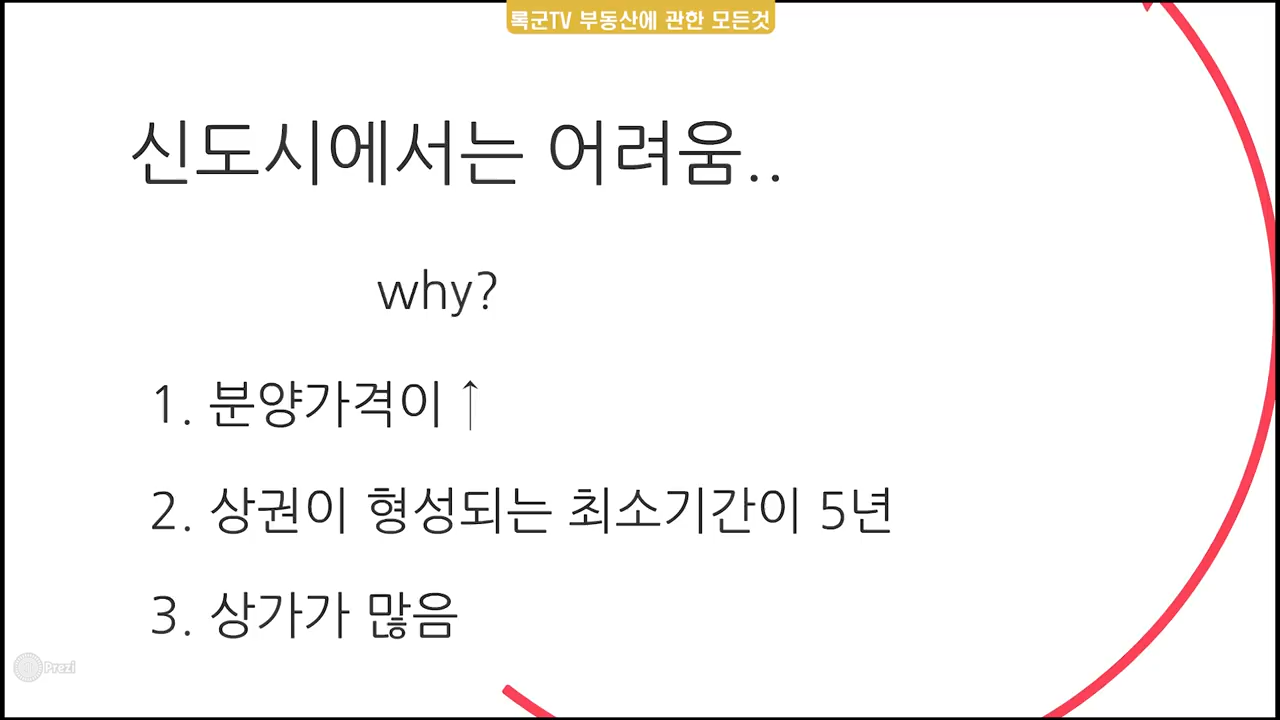 록군TV 부동산에 관한 모든것
신도시에서는 어려움..
why?
1. 분양가격이 ↑
2. 상권이 형성되는 최소기간이 5년
3. 상가가 많음
Prezi